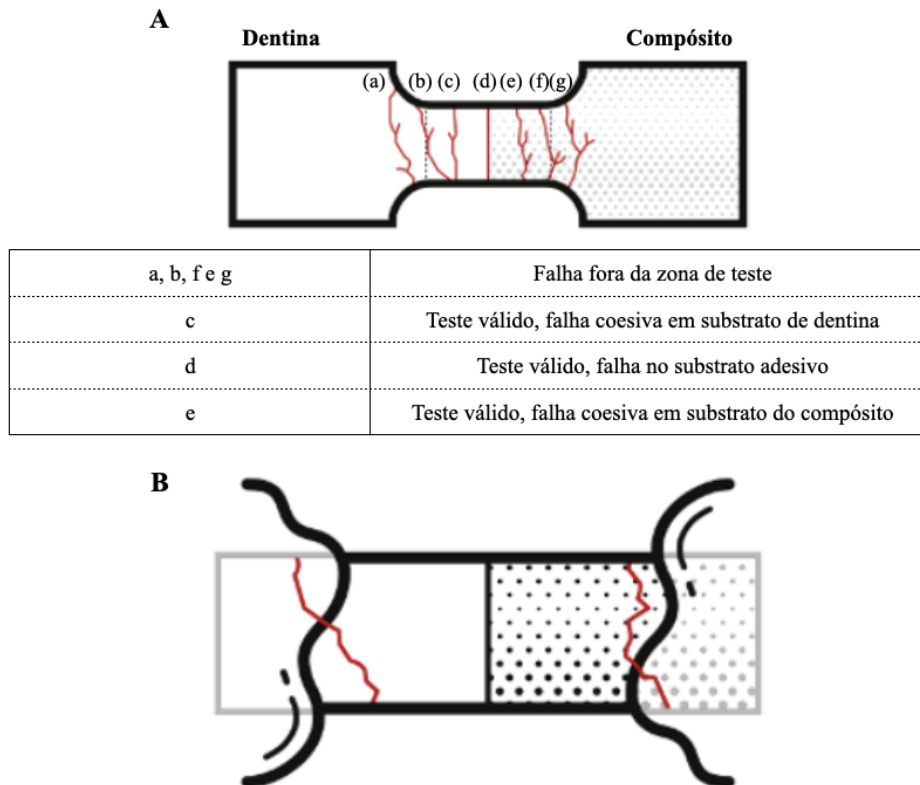 A
Dentina Compósito
(a) (b) (c) (d) (e) (f) (g)
a, b, f e g Falha fora da zona de teste
c Teste válido, falha coesiva em substrato de dentina
d Teste válido, falha no substrato adesivo
e Teste válido, falha coesiva em substrato do compósito
B